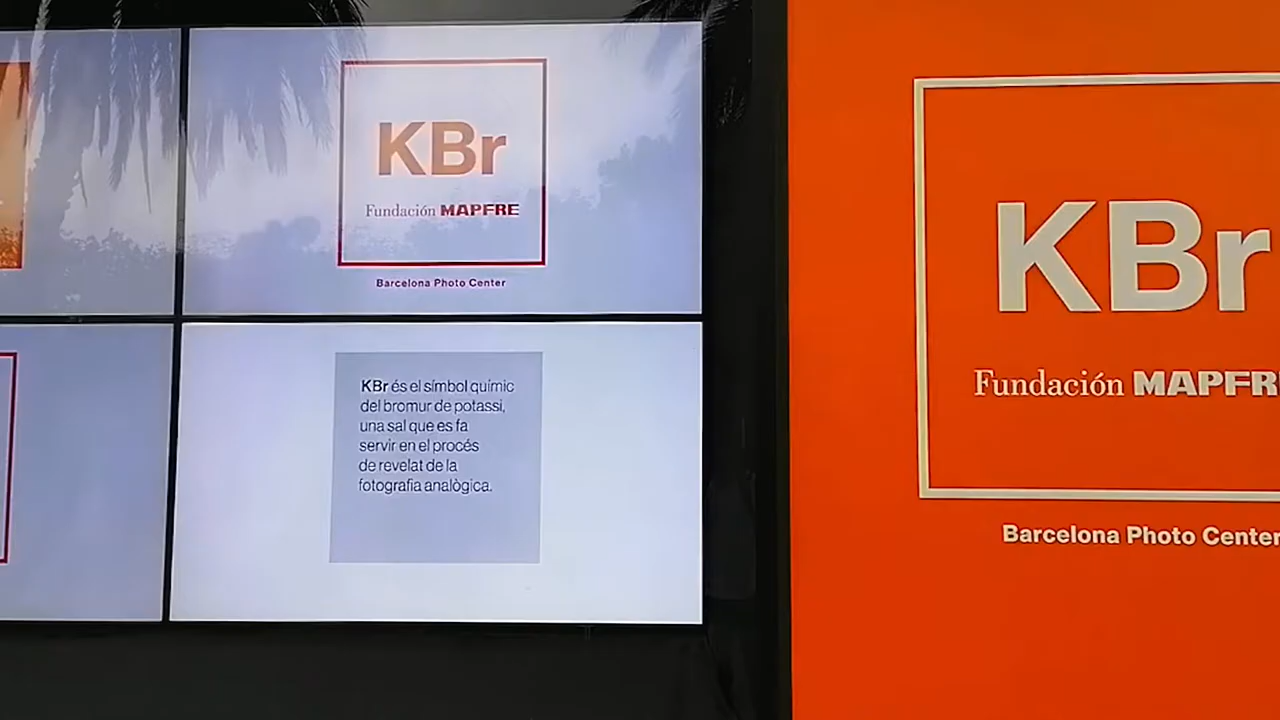 KBr
Fundación MAPFRE
Barcelona Photo Center
KBr és el símbol químic
del bromur de potassi,
una sal que es fa
servir en el procés
de revelat de la
fotografia analògica.
KBr
Fundación MAPFRE
Barcelona Photo Center